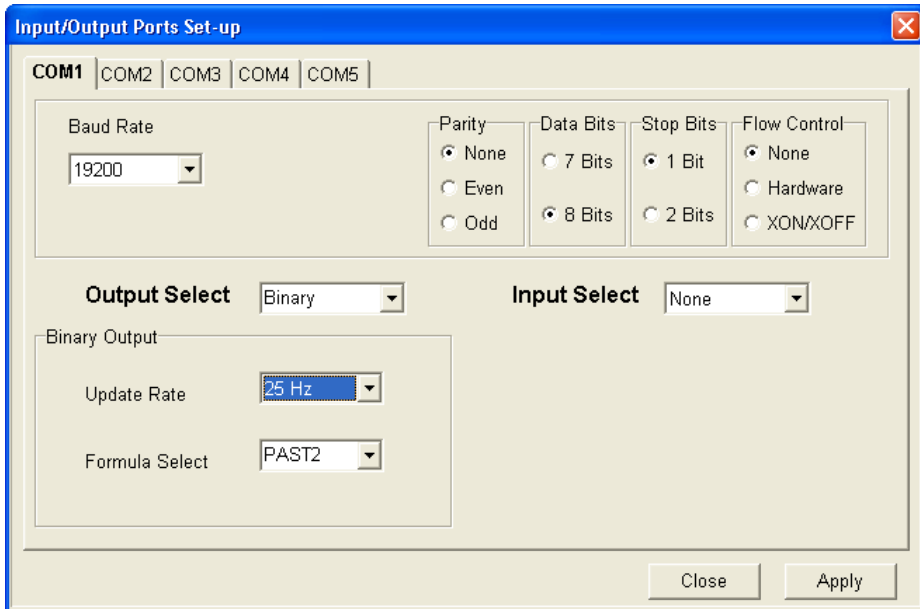 Input/Output Ports Set-up
COM1 COM2 COM3 COM4 COM5
Baud Rate
19200
Parity
None
Even
Odd
Data Bits
7 Bits
8 Bits
Stop Bits
1 Bit
2 Bits
Flow Control
None
Hardware
XON/XOFF
Output Select Binary
Input Select None
Binary Output
Update Rate 25 Hz
Formula Select PAST2
Close Apply